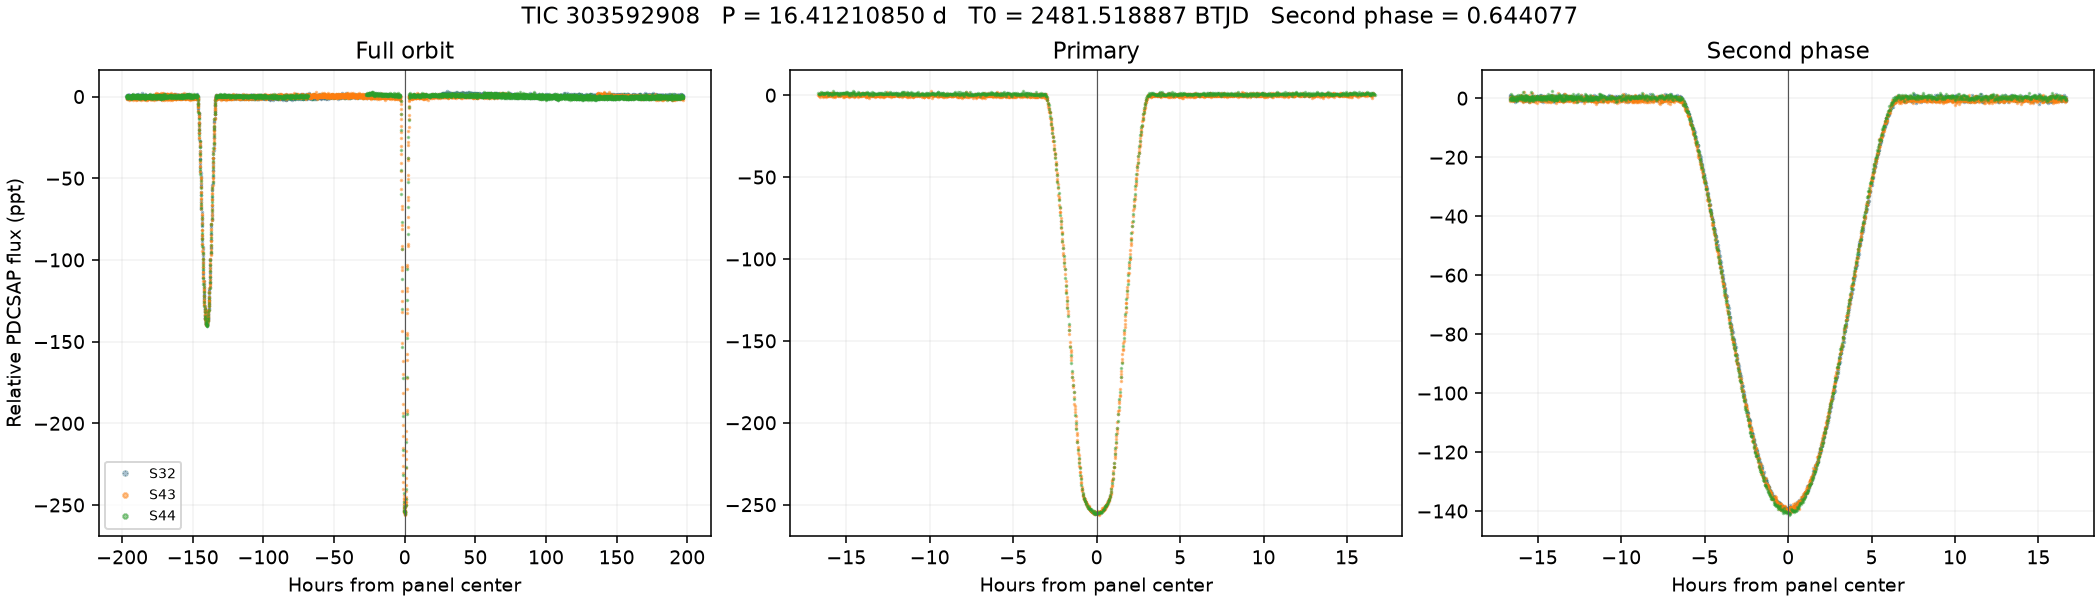 TIC 303592908   P = 16.41210850 d   T0 = 2481.518887 BTJD   Second phase = 0.644077
Full orbit
Relative PDCSAP flux (ppt)
0
−50
−100
−150
−200
−250
S32
S43
S44
−200 −150 −100 −50 0 50 100 150 200
Hours from panel center
Primary
0
−50
−100
−150
−200
−250
−15 −10 −5 0 5 10 15
Hours from panel center
Second phase
0
−20
−40
−60
−80
−100
−120
−140
−15 −10 −5 0 5 10 15
Hours from panel center